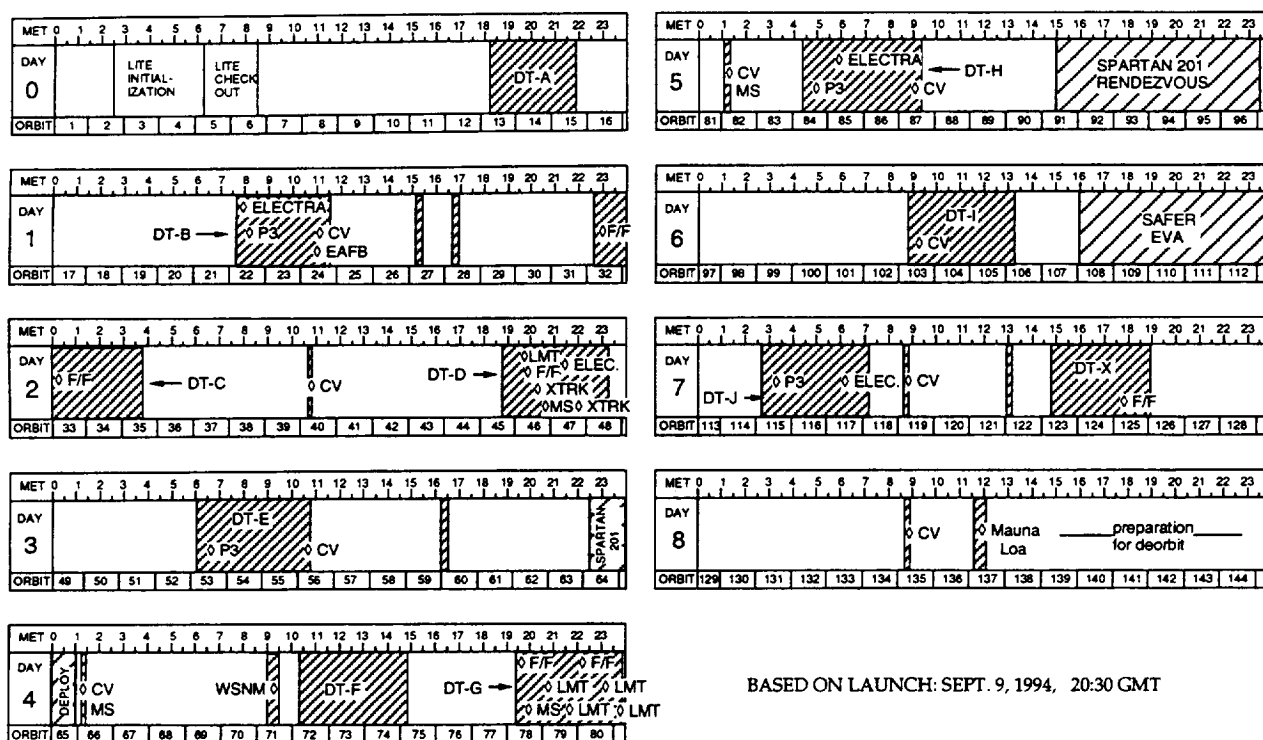 MET 0 1 2 3 4 5 6 7 8 9 10 11 12 13 14 15 16 17 18 19 20 21 22 23
DAY 0
LITE INITIAL-IZATION
LITE CHECK OUT
DT-A
ORBIT 1 2 3 4 5 6 7 8 9 10 11 12 13 14 15 16
MET 0 1 2 3 4 5 6 7 8 9 10 11 12 13 14 15 16 17 18 19 20 21 22 23
DAY 1
ELECTRA
DT-B P3 CV F/F
EAFB
ORBIT 17 18 19 20 21 22 23 24 25 26 27 28 29 30 31 32
MET 0 1 2 3 4 5 6 7 8 9 10 11 12 13 14 15 16 17 18 19 20 21 22 23
DAY 2
LMT ELEC.
F/F DT-C CV DT-D F/F
XTRK
MS XTRK
ORBIT 33 34 35 36 37 38 39 40 41 42 43 44 45 46 47 48
MET 0 1 2 3 4 5 6 7 8 9 10 11 12 13 14 15 16 17 18 19 20 21 22 23
DAY 3
DT-E
P3 CV
SPARTAN 201
ORBIT 49 50 51 52 53 54 55 56 57 58 59 60 61 62 63 64
MET 0 1 2 3 4 5 6 7 8 9 10 11 12 13 14 15 16 17 18 19 20 21 22 23
DAY 4
DEPLOY
CV
MS
WSNM DT-F DT-G
F/F F/F
LMT LMT
MS LMT LMT
ORBIT 65 66 67 68 69 70 71 72 73 74 75 76 77 78 79 80
MET 0 1 2 3 4 5 6 7 8 9 10 11 12 13 14 15 16 17 18 19 20 21 22 23
DAY 5
CV
MS
ELECTRA
P3 CV
DT-H
SPARTAN 201
RENDEZVOUS
ORBIT 81 82 83 84 85 86 87 88 89 90 91 92 93 94 95 96
MET 0 1 2 3 4 5 6 7 8 9 10 11 12 13 14 15 16 17 18 19 20 21 22 23
DAY 6
DT-I
CV
SAFER
EVA
ORBIT 97 98 99 100 101 102 103 104 105 106 107 108 109 110 111 112
MET 0 1 2 3 4 5 6 7 8 9 10 11 12 13 14 15 16 17 18 19 20 21 22 23
DAY 7
DT-J P3 ELEC. CV
DT-X
F/F
ORBIT 113 114 115 116 117 118 119 120 121 122 123 124 125 126 127 128
MET 0 1 2 3 4 5 6 7 8 9 10 11 12 13 14 15 16 17 18 19 20 21 22 23
DAY 8
CV
Mauna
Loa
preparation
for deorbit
ORBIT 129 130 131 132 133 134 135 136 137 138 139 140 141 142 143 144
BASED ON LAUNCH: SEPT. 9, 1994, 20:30 GMT